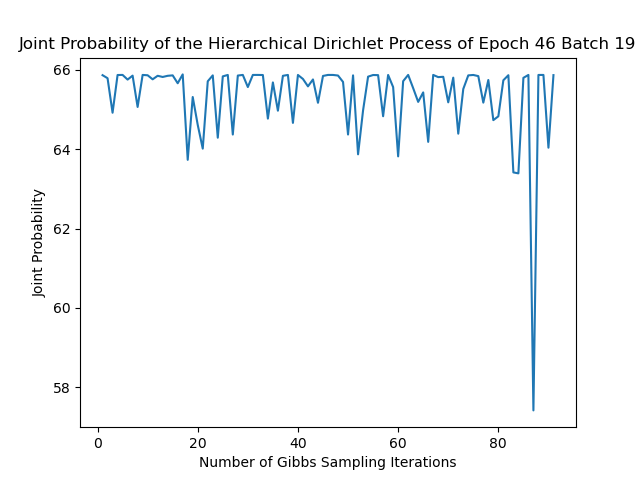 Joint Probability of the Hierarchical Dirichlet Process of Epoch 46 Batch 19
66
64
62
60
58
Joint Probability
0 20 40 60 80
Number of Gibbs Sampling Iterations